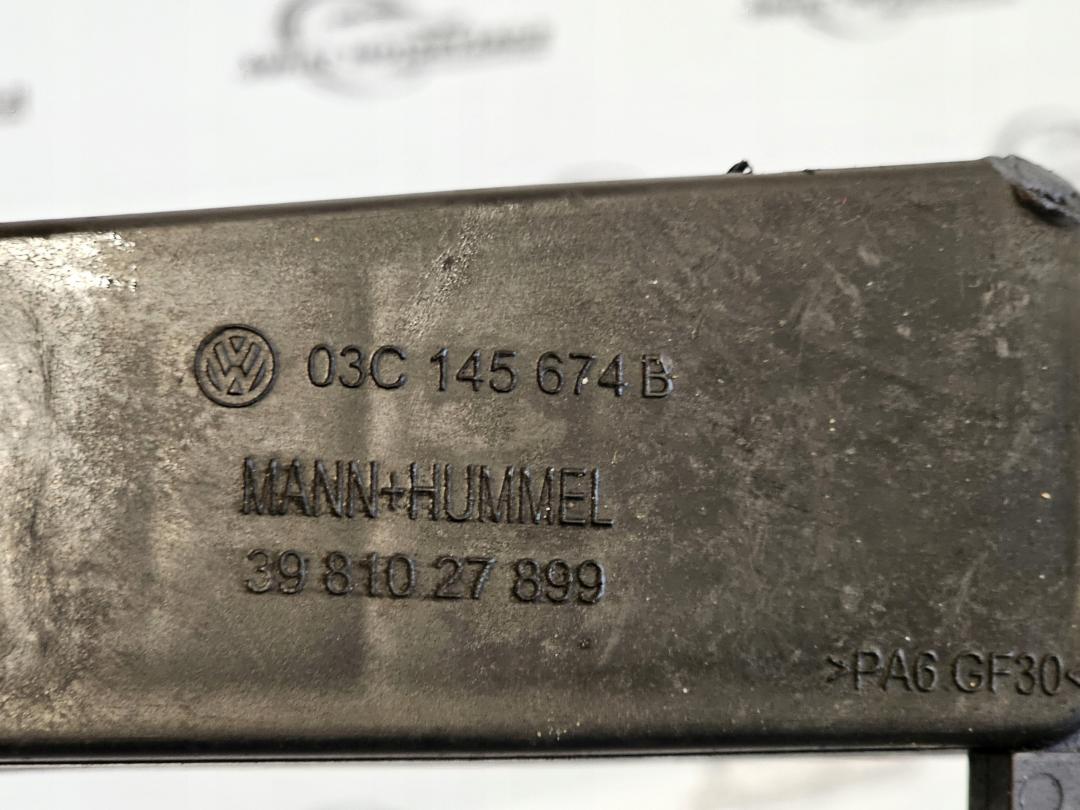 03C 145 674 B
MANN+HUMMEL
39 810 27 899
>PA6 GF30<